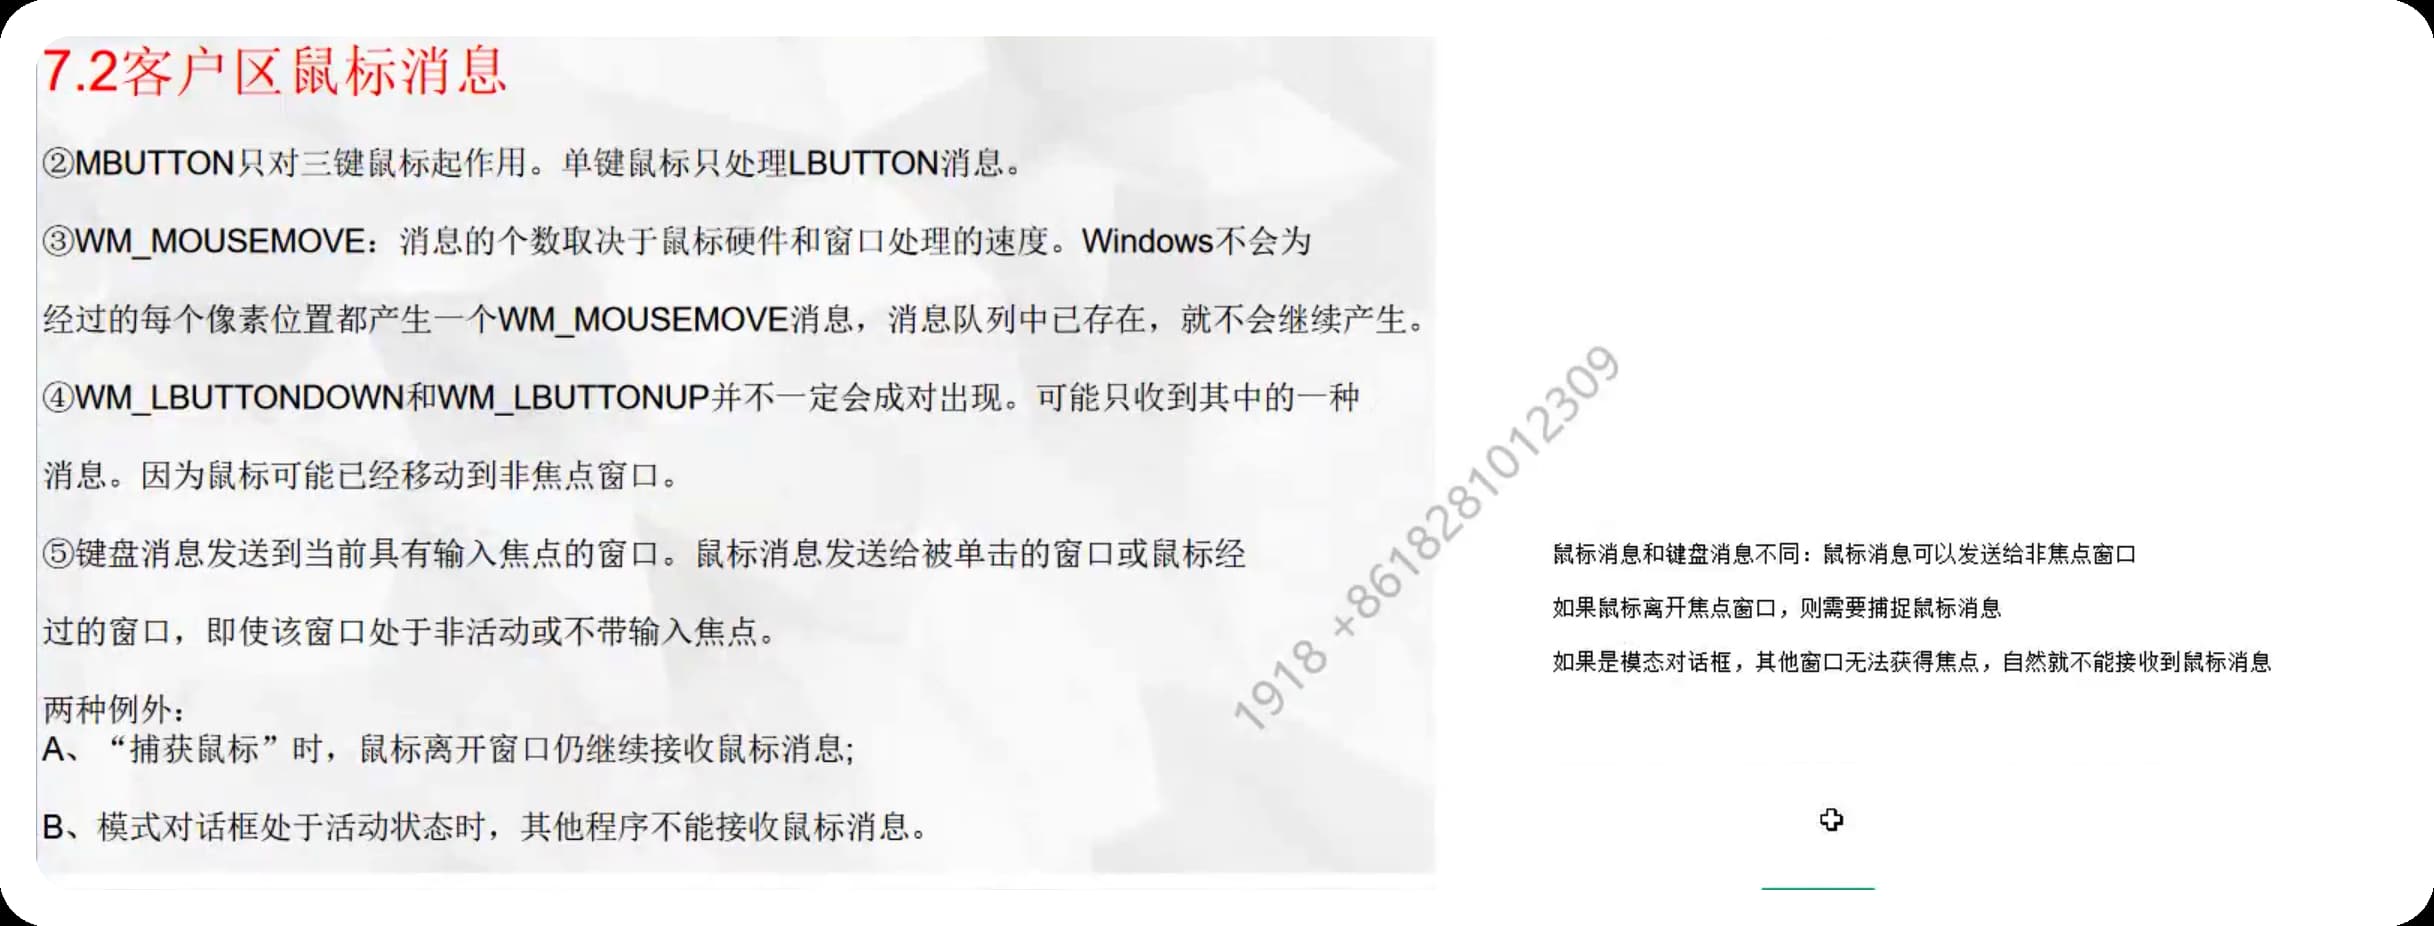 7.2客户区鼠标消息
②MBUTTON只对三键鼠标起作用。单键鼠标只处理LBUTTON消息。
③WM_MOUSEMOVE：消息的个数取决于鼠标硬件和窗口处理的速度。Windows不会为
经过的每个像素位置都产生一个WM_MOUSEMOVE消息，消息队列中已存在，就不会继续产生。
④WM_LBUTTONDOWN和WM_LBUTTONUP并不一定会成对出现。可能只收到其中的一种
消息。因为鼠标可能已经移动到非焦点窗口。
⑤键盘消息发送到当前具有输入焦点的窗口。鼠标消息发送给被单击的窗口或鼠标经
过的窗口，即使该窗口处于非活动或不带输入焦点。
两种例外：
A、“捕获鼠标”时，鼠标离开窗口仍继续接收鼠标消息;
B、模式对话框处于活动状态时，其他程序不能接收鼠标消息。
鼠标消息和键盘消息不同：鼠标消息可以发送给非焦点窗口
如果鼠标离开焦点窗口，则需要捕捉鼠标消息
如果是模态对话框，其他窗口无法获得焦点，自然就不能接收到鼠标消息
1918 +8618281012309